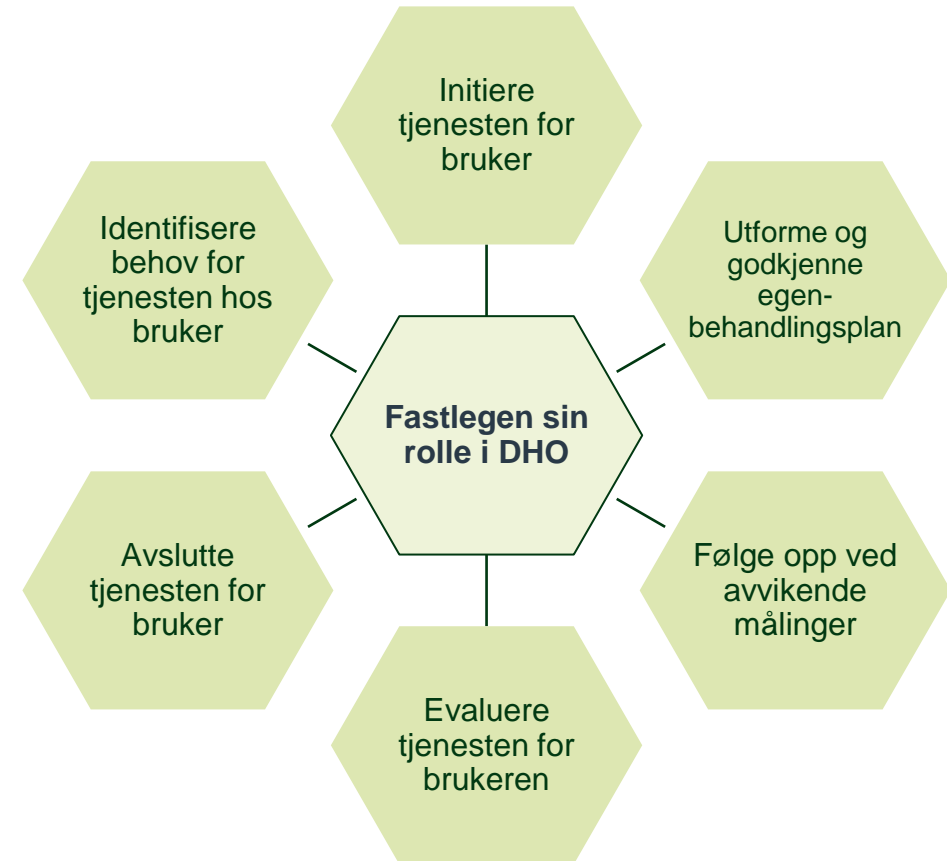 Initiere
tjenesten for
bruker
Identifisere
behov for
tjenesten hos
bruker
Utforme og
godkjenne
egen-
behandlingsplan
Fastlegen sin
rolle i DHO
Avslutte
tjenesten for
bruker
Følge opp ved
avvikende
målinger
Evaluere
tjenesten for
brukeren